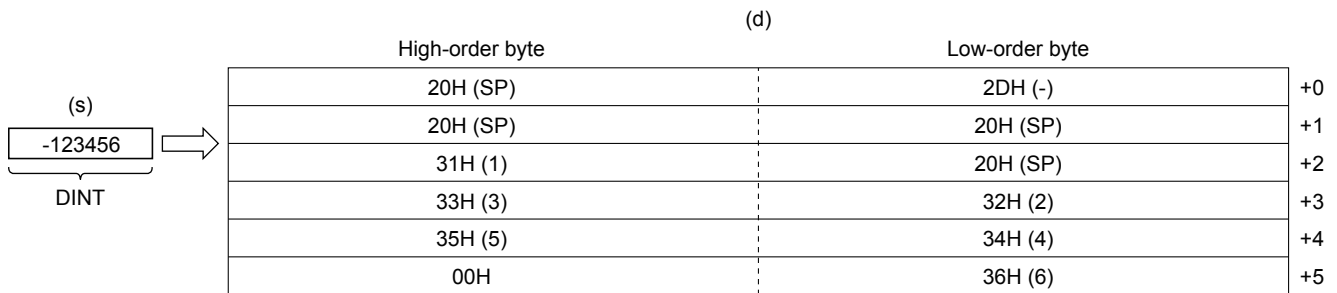 (d)
High-order byte Low-order byte
20H (SP) 2DH (-) +0
(s)
20H (SP) 20H (SP) +1
-123456
31H (1) 20H (SP) +2
DINT
33H (3) 32H (2) +3
35H (5) 34H (4) +4
00H 36H (6) +5